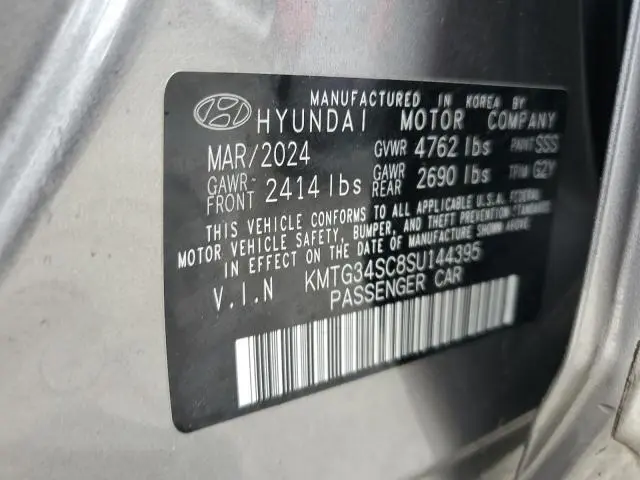 MANUFACTURED IN KOREA BY
HYUNDAI MOTOR COMPANY
MAR/2024 GVWR 4762 lbs PAINT SSS
GAWR- FRONT 2414 lbs GAWR REAR 2690 lbs TRIM GZY
THIS VEHICLE CONFORMS TO ALL APPLICABLE U.S.A. FEDERAL
MOTOR VEHICLE SAFETY, BUMPER, AND THEFT PREVENTION STANDARDS
IN EFFECT ON THE DATE OF MANUFACTURE SHOWN ABOVE.
V.I.N KMTG34SC8SU144395
PASSENGER CAR